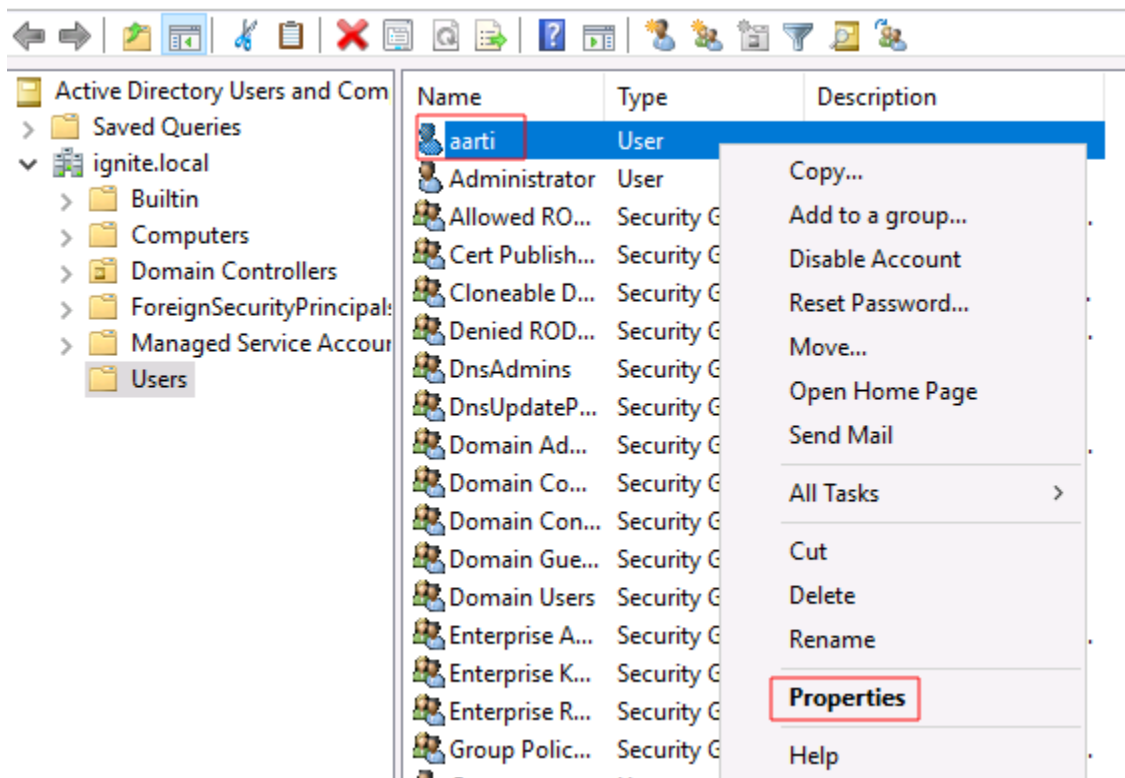 Active Directory Users and Com
Saved Queries
ignite.local
Builtin
Computers
Domain Controllers
ForeignSecurityPrincipals
Managed Service Accour
Users
Name Type Description
aarti User
Administrator User
Allowed RO... Security G
Cert Publish... Security G
Cloneable D... Security G
Denied ROD... Security G
DnsAdmins Security G
DnsUpdateP... Security G
Domain Ad... Security G
Domain Co... Security G
Domain Con... Security G
Domain Gue... Security G
Domain Users Security G
Enterprise A... Security G
Enterprise K... Security G
Enterprise R... Security G
Group Polic... Security G
Copy...
Add to a group...
Disable Account
Reset Password...
Move...
Open Home Page
Send Mail
All Tasks
Cut
Delete
Rename
Properties
Help